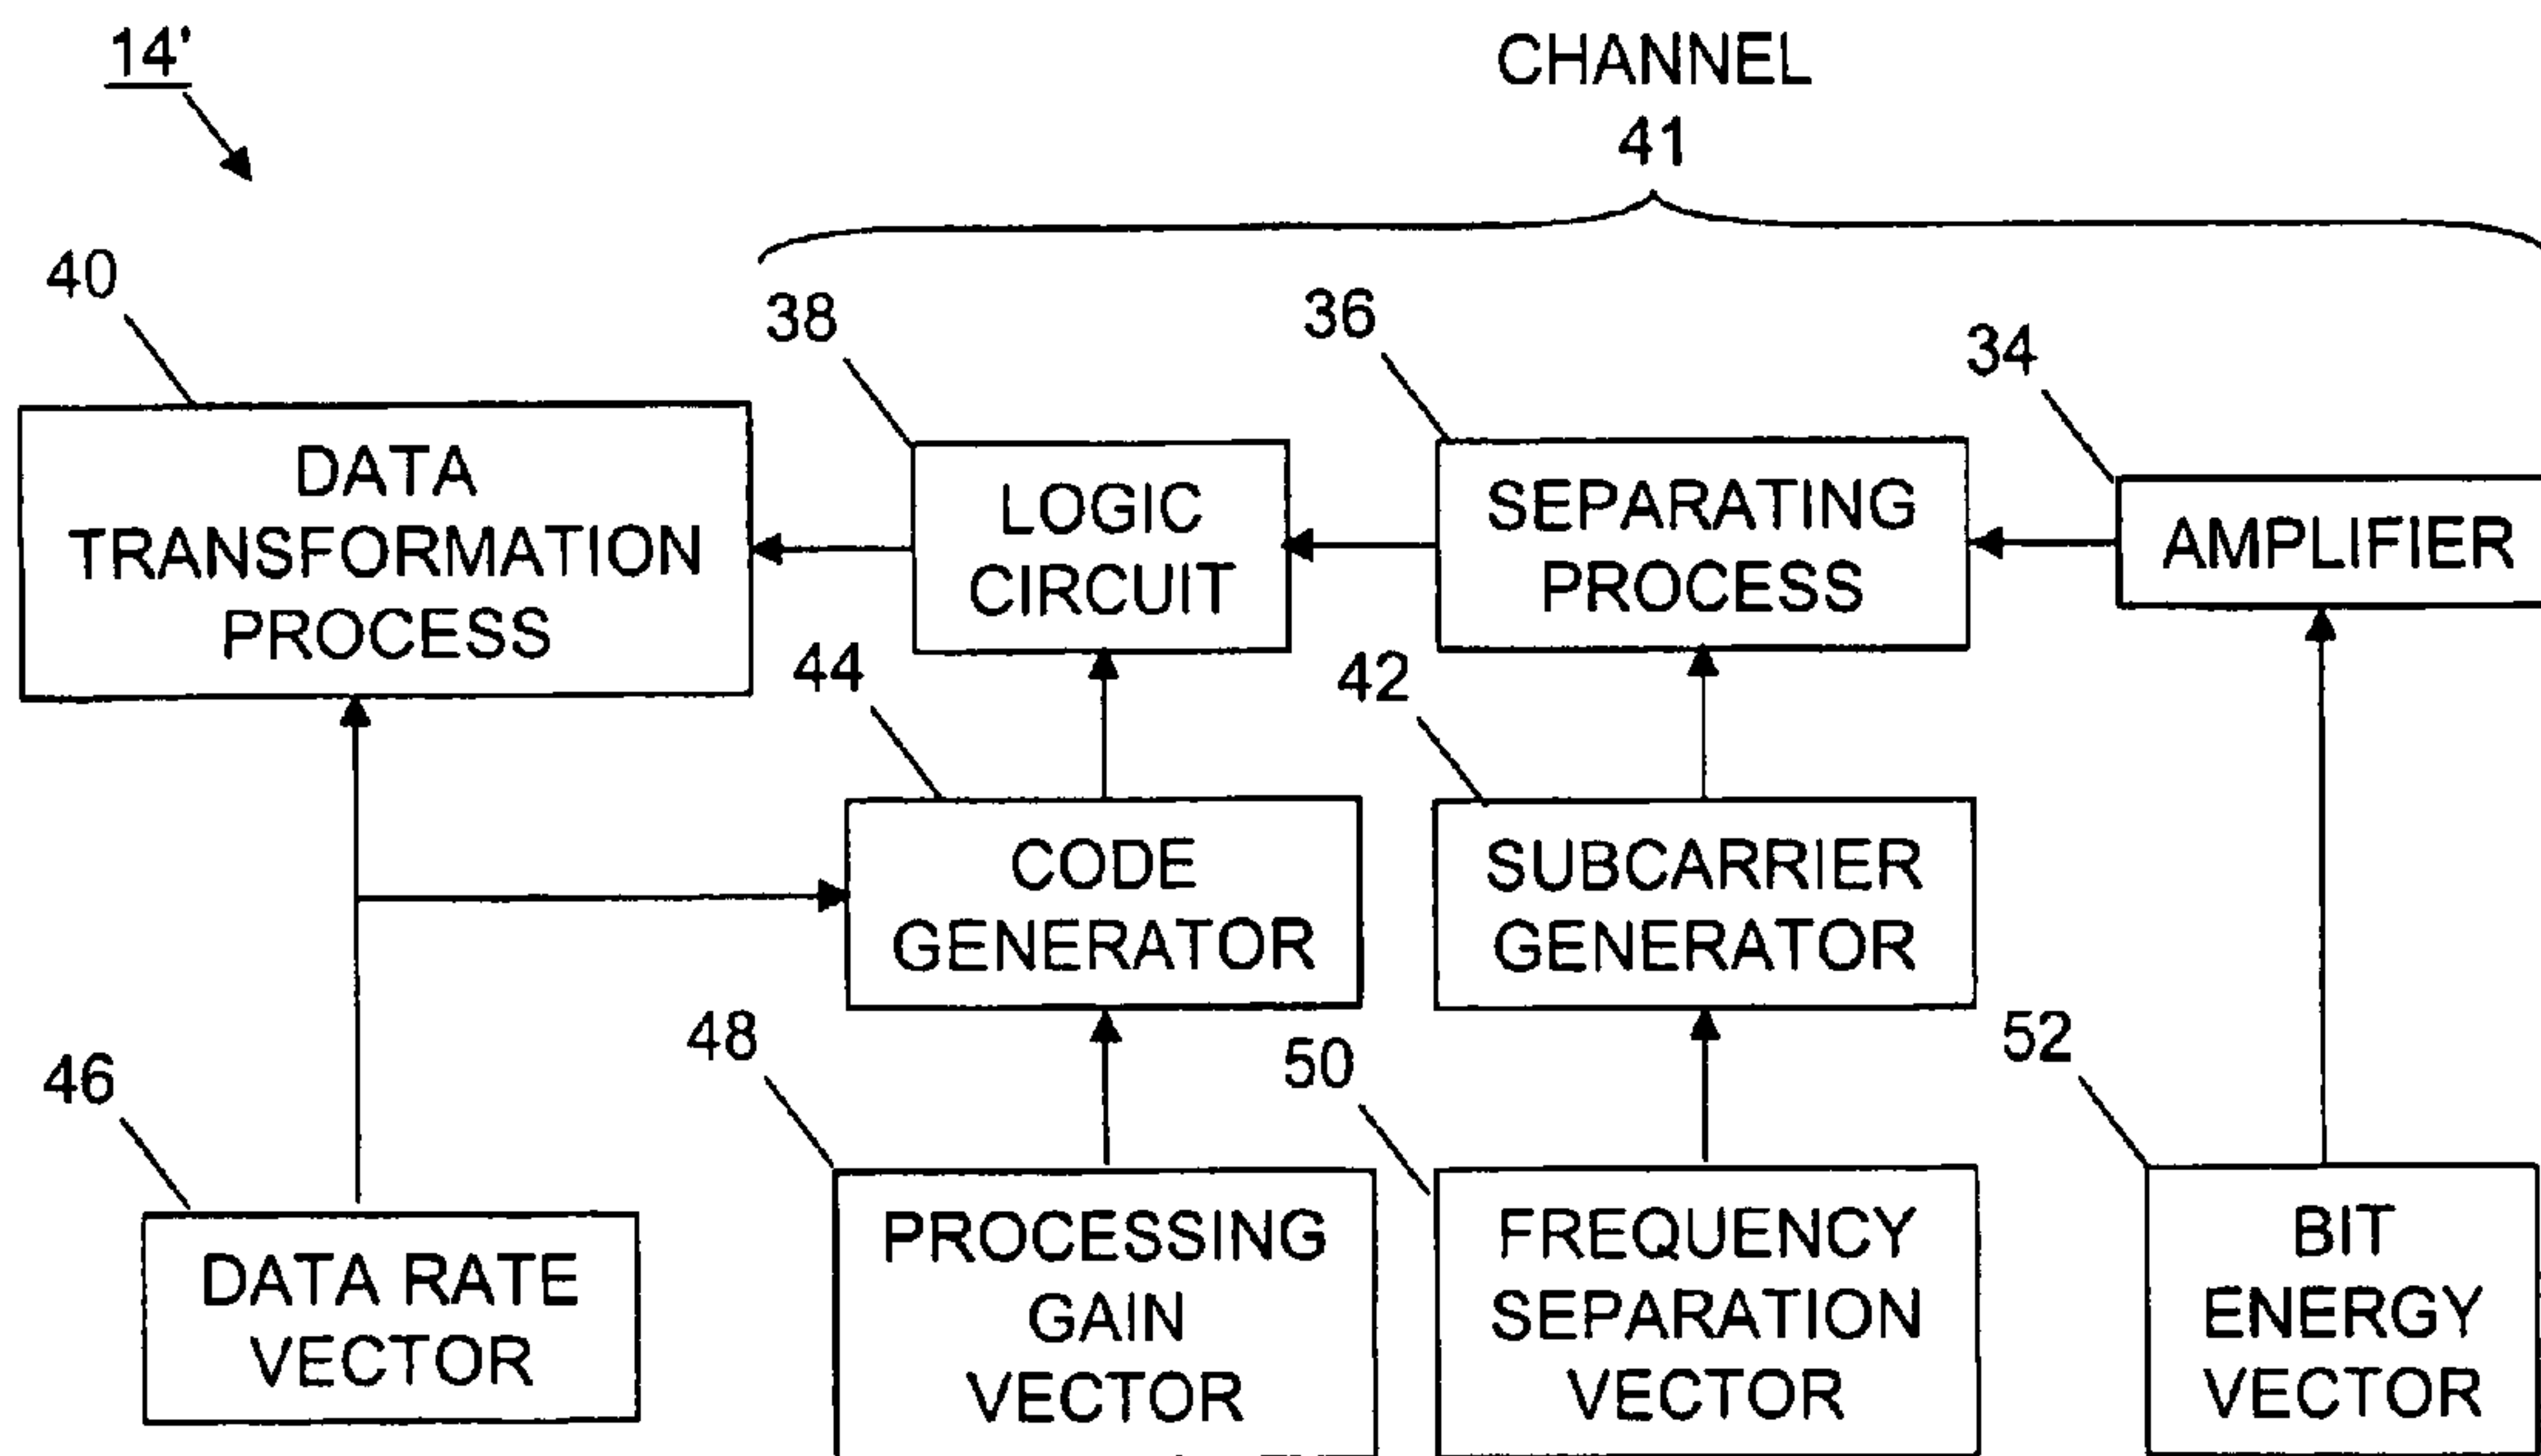 14'
CHANNEL
41
40
38
36
34
DATA
TRANSFORMATION
PROCESS
LOGIC
CIRCUIT
SEPARATING
PROCESS
AMPLIFIER
44
42
CODE
GENERATOR
SUBCARRIER
GENERATOR
46
48
50
52
DATA RATE
VECTOR
PROCESSING
GAIN
VECTOR
FREQUENCY
SEPARATION
VECTOR
BIT
ENERGY
VECTOR